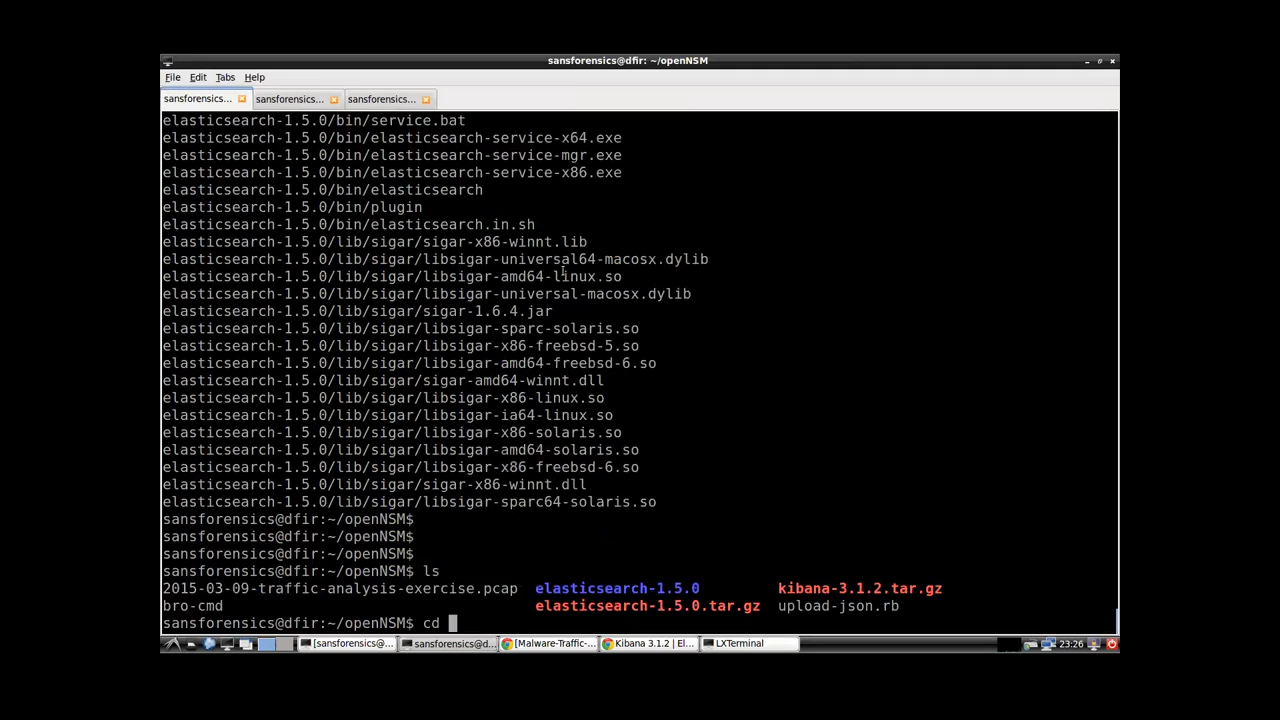 sansforensics@dfir: ~/openNSM
File Edit Tabs Help
sansforensics... sansforensics... sansforensics...
elasticsearch-1.5.0/bin/service.bat
elasticsearch-1.5.0/bin/elasticsearch-service-x64.exe
elasticsearch-1.5.0/bin/elasticsearch-service-mgr.exe
elasticsearch-1.5.0/bin/elasticsearch-service-x86.exe
elasticsearch-1.5.0/bin/elasticsearch
elasticsearch-1.5.0/bin/plugin
elasticsearch-1.5.0/bin/elasticsearch.in.sh
elasticsearch-1.5.0/lib/sigar/sigar-x86-winnt.lib
elasticsearch-1.5.0/lib/sigar/libsigar-universal64-macosx.dylib
elasticsearch-1.5.0/lib/sigar/libsigar-amd64-linux.so
elasticsearch-1.5.0/lib/sigar/libsigar-universal-macosx.dylib
elasticsearch-1.5.0/lib/sigar/sigar-1.6.4.jar
elasticsearch-1.5.0/lib/sigar/libsigar-sparc-solaris.so
elasticsearch-1.5.0/lib/sigar/libsigar-x86-freebsd-5.so
elasticsearch-1.5.0/lib/sigar/libsigar-amd64-freebsd-6.so
elasticsearch-1.5.0/lib/sigar/sigar-amd64-winnt.dll
elasticsearch-1.5.0/lib/sigar/libsigar-x86-linux.so
elasticsearch-1.5.0/lib/sigar/libsigar-ia64-linux.so
elasticsearch-1.5.0/lib/sigar/libsigar-x86-solaris.so
elasticsearch-1.5.0/lib/sigar/libsigar-amd64-solaris.so
elasticsearch-1.5.0/lib/sigar/libsigar-x86-freebsd-6.so
elasticsearch-1.5.0/lib/sigar/sigar-x86-winnt.dll
elasticsearch-1.5.0/lib/sigar/libsigar-sparc64-solaris.so
sansforensics@dfir:~/openNSM$
sansforensics@dfir:~/openNSM$
sansforensics@dfir:~/openNSM$
sansforensics@dfir:~/openNSM$ ls
2015-03-09-traffic-analysis-exercise.pcap elasticsearch-1.5.0 kibana-3.1.2.tar.gz
bro-cmd elasticsearch-1.5.0.tar.gz upload-json.rb
sansforensics@dfir:~/openNSM$ cd
[sansforensics@... sansforensics@d... [Malware-Traffic-... Kibana 3.1.2 | El... LXTerminal 23:26